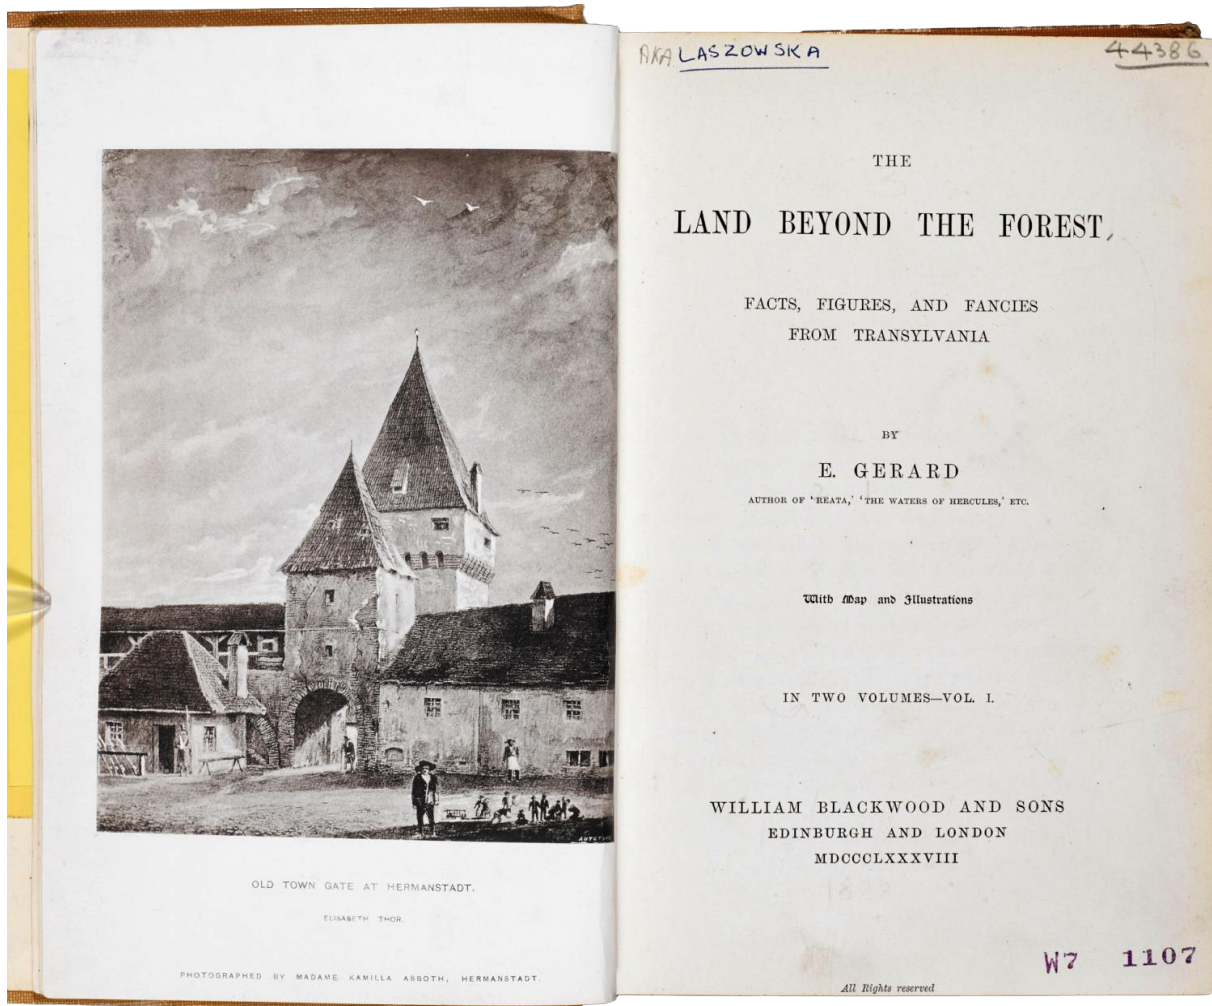 OLD TOWN GATE AT HERMANSTADT.
ELISABETH THOR.
PHOTOGRAPHED BY MADAME KAMILLA ASBOTH, HERMANSTADT.
AKA LASZOWSKA
44386
THE
LAND BEYOND THE FOREST
FACTS, FIGURES, AND FANCIES
FROM TRANSYLVANIA
BY
E. GERARD
AUTHOR OF 'REATA,' 'THE WATERS OF HERCULES,' ETC.
With Map and Illustrations
IN TWO VOLUMES—VOL. I.
WILLIAM BLACKWOOD AND SONS
EDINBURGH AND LONDON
MDCCCLXXXVIII
W7 1107
All Rights reserved